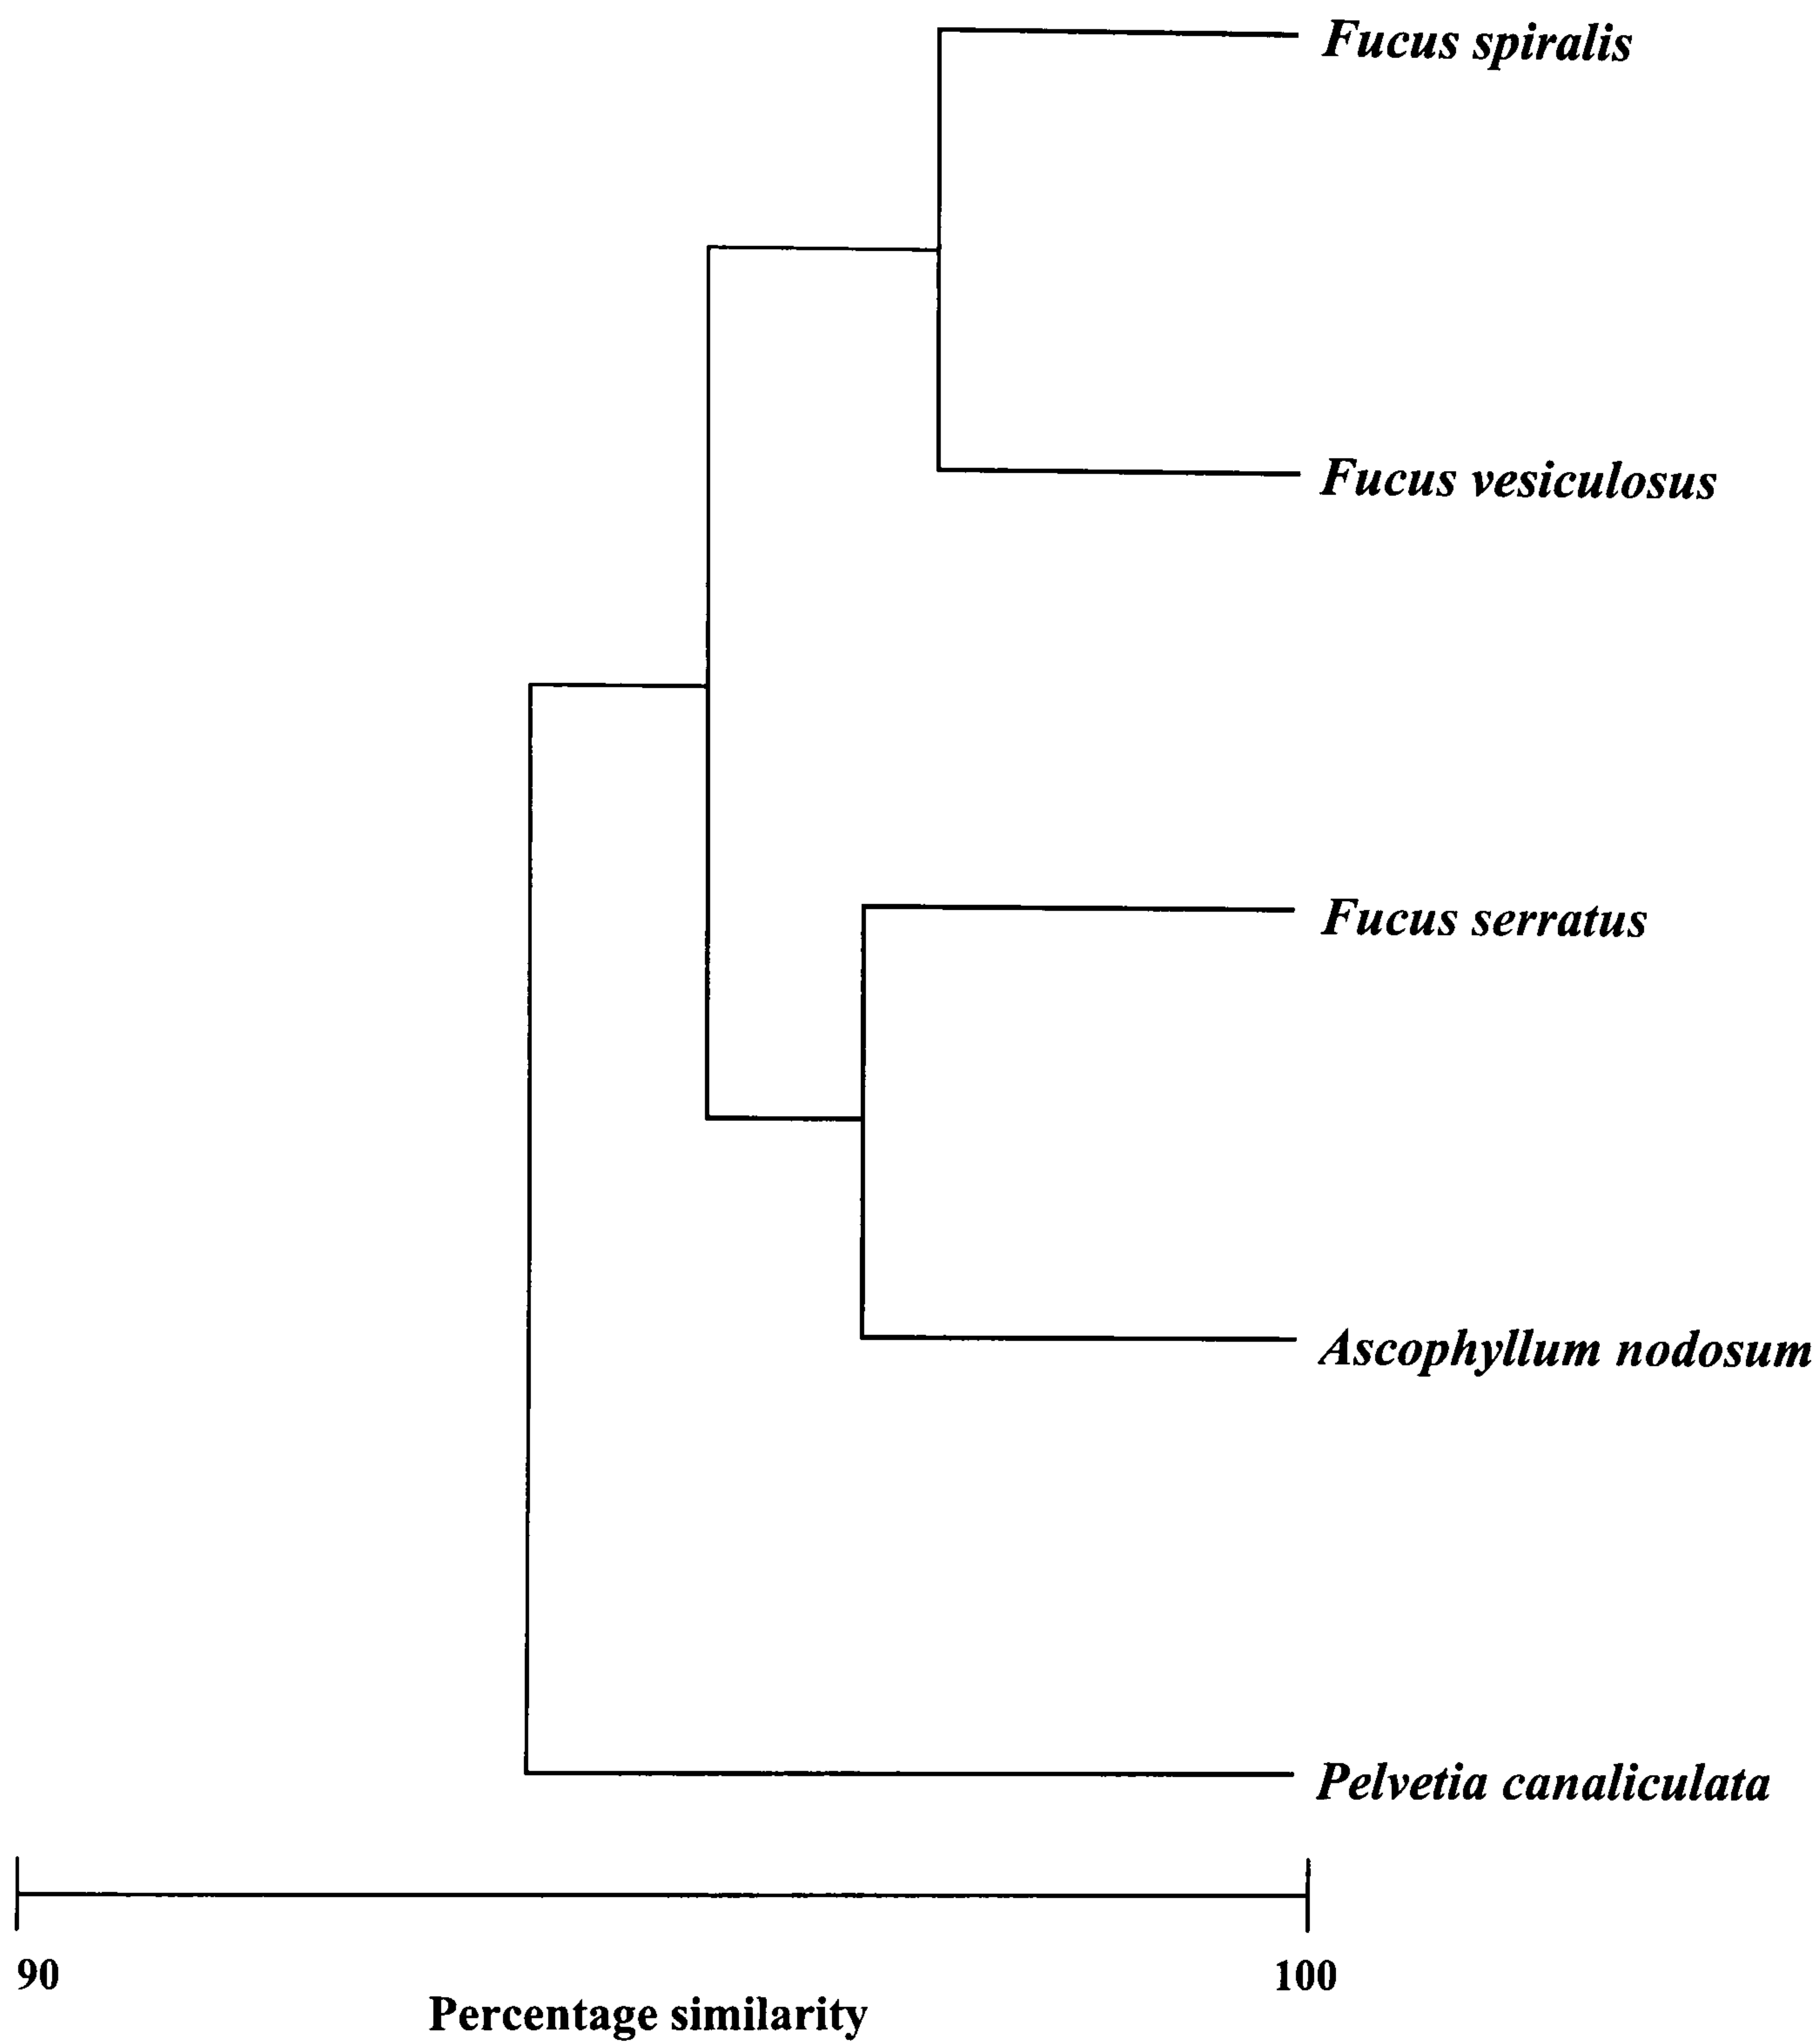 Fucus spiralis
Fucus vesiculosus
Fucus serratus
Ascophyllum nodosum
Pelvetia canaliculata
90 100
Percentage similarity